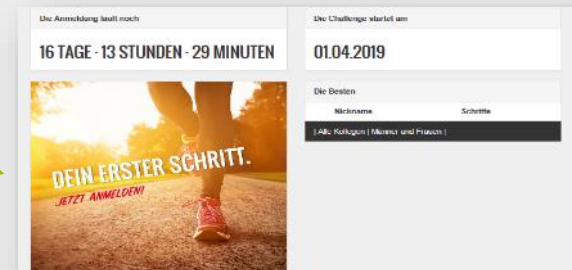 Die Anmeldung läuft noch
16 TAGE - 13 STUNDEN - 29 MINUTEN
DEIN ERSTER SCHRITT.
JETZT ANMELDEN!
Die Challenge startet am
01.04.2019
Die Besten
Nickname Schritte
| Alle Kollegen | Männer und Frauen |